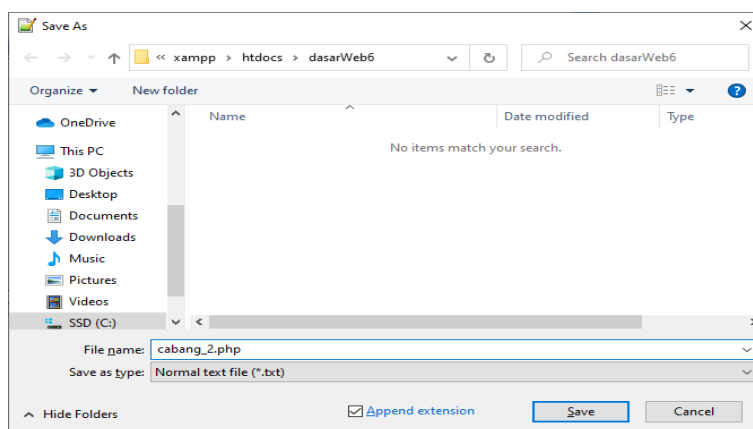 Save As
« xampp › htdocs › dasarWeb6
Search dasarWeb6
Organize
New folder
?
Name
Date modified
Type
No items match your search.
OneDrive
This PC
3D Objects
Desktop
Documents
Downloads
Music
Pictures
Videos
SSD (C:)
File name: cabang_2.php
Save as type: Normal text file (*.txt)
Hide Folders
Append extension
Save
Cancel